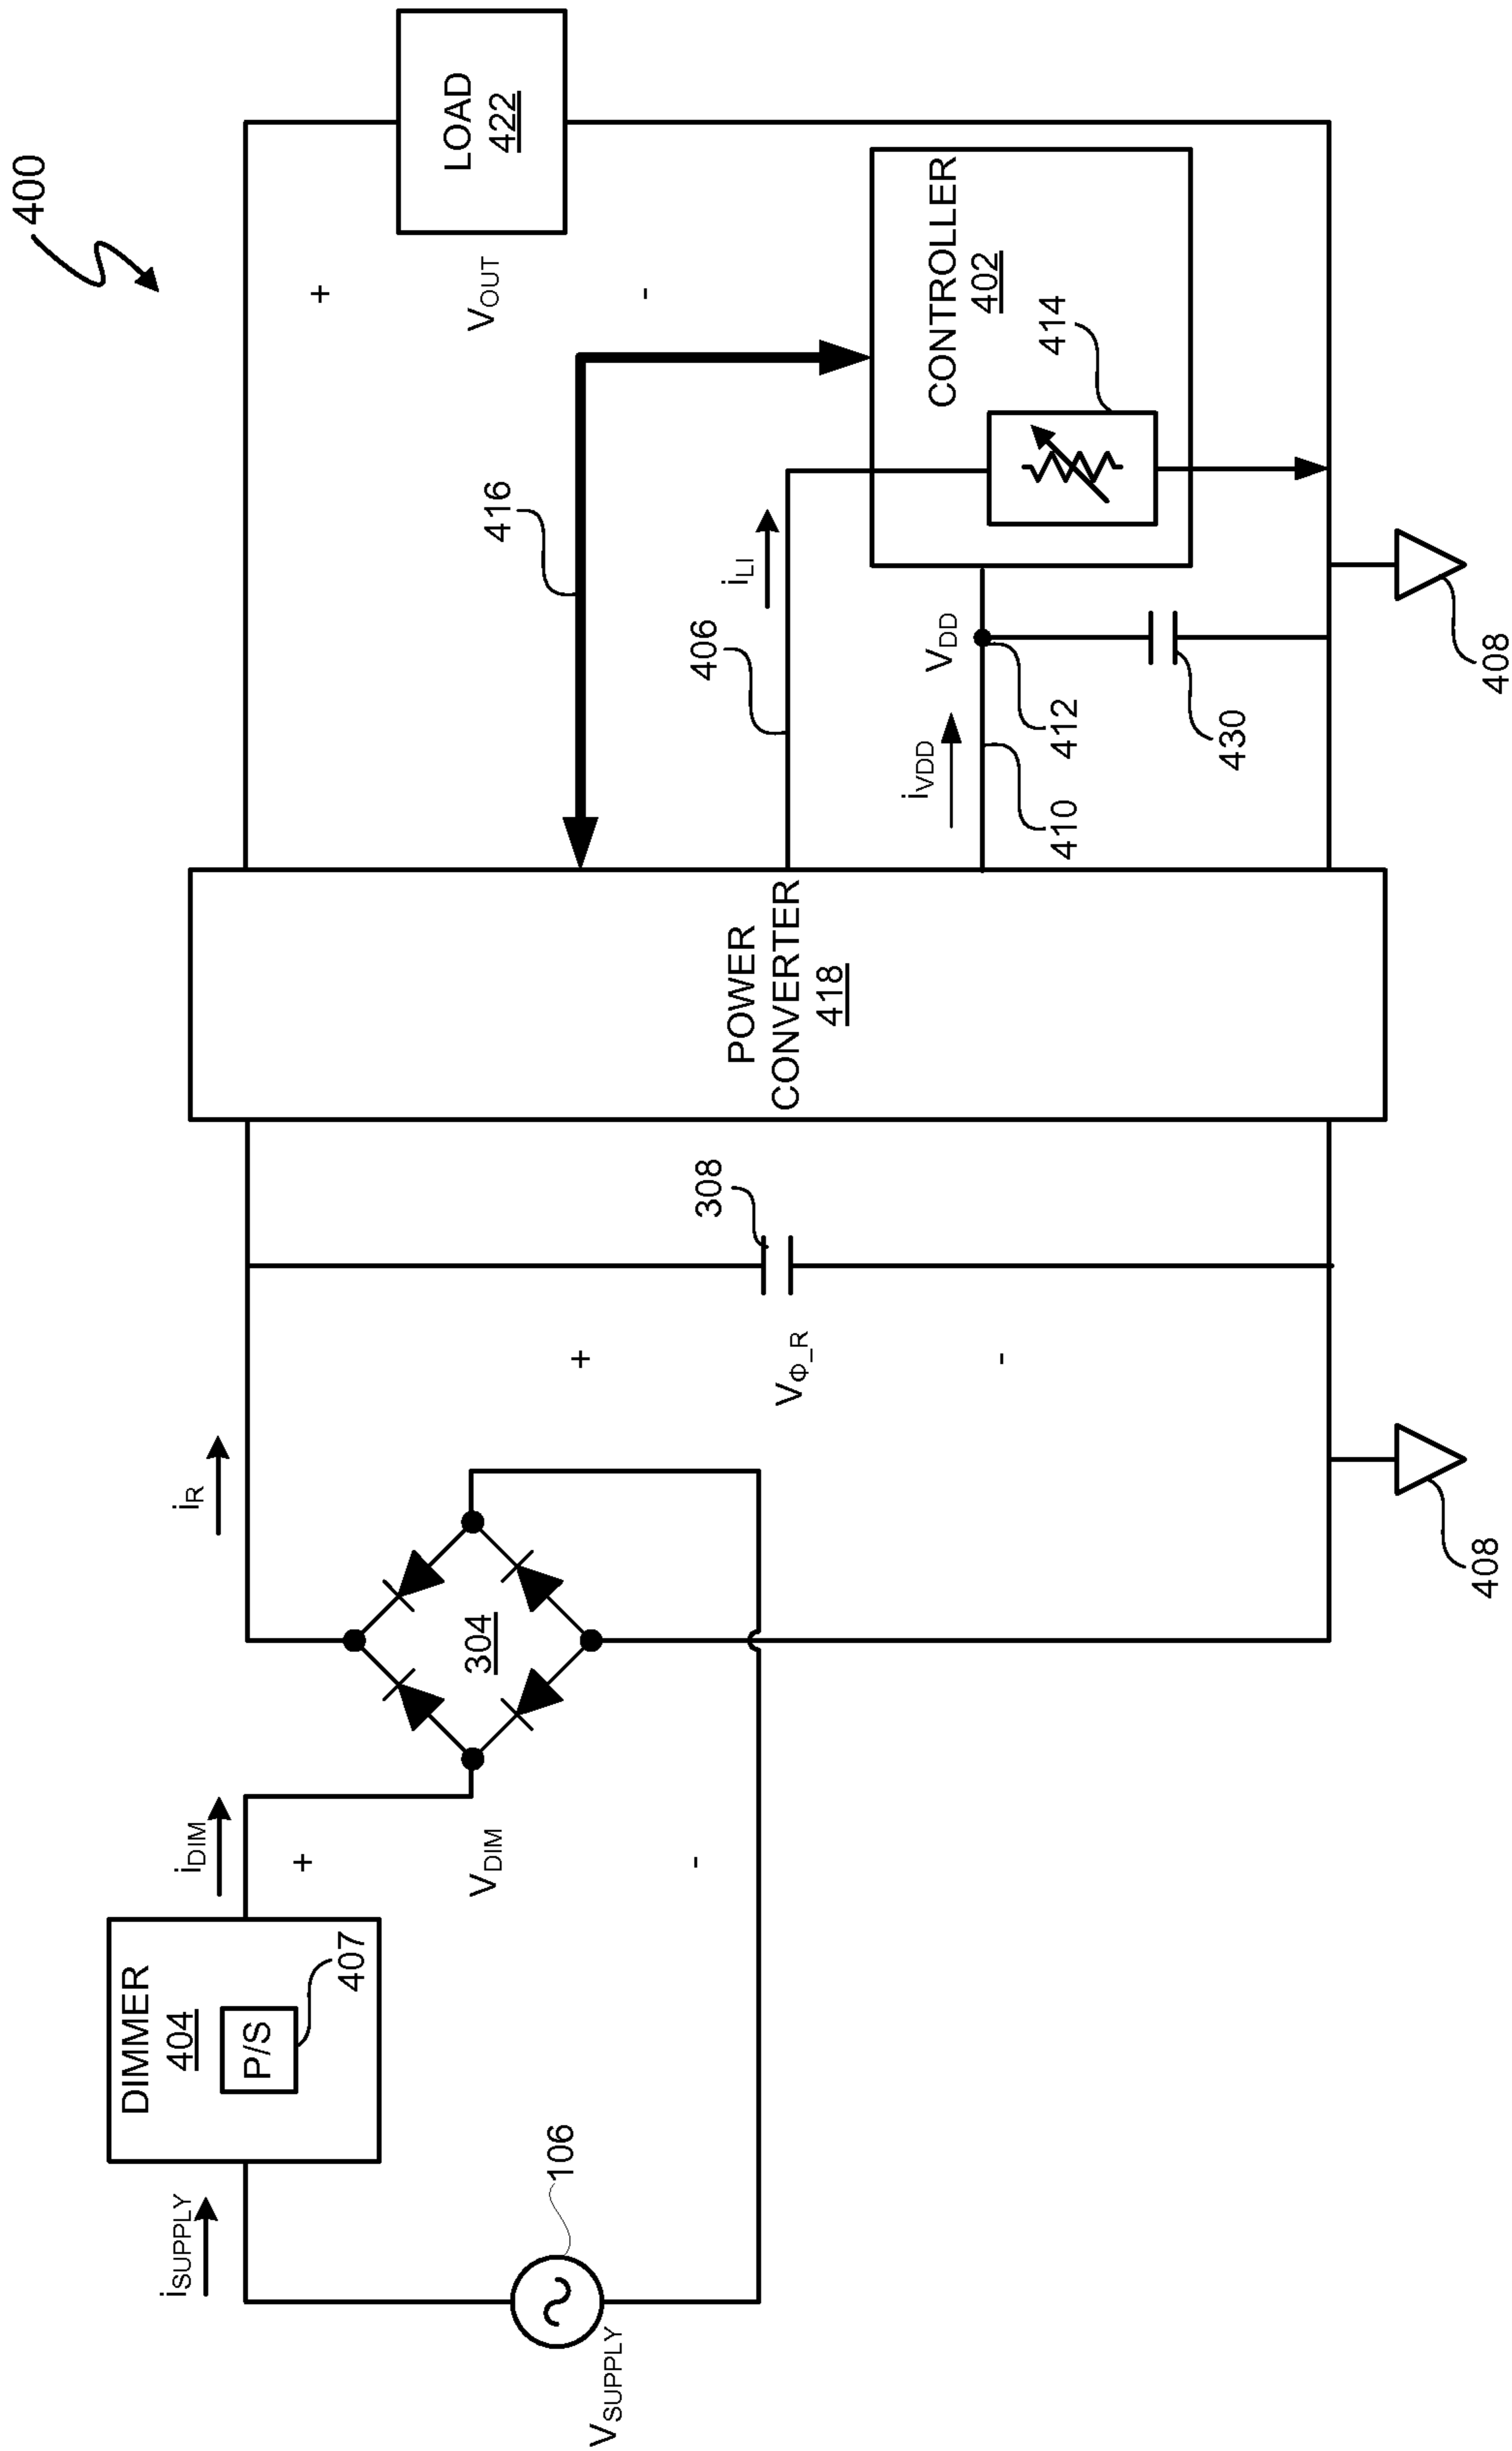 400
iSUPPLY
VSUPPLY
106
DIMMER
404
P/S
407
iDIM
+
VDIM
-
304
iR
+
VΦ_R
-
308
408
POWER
CONVERTER
418
416
406
iLI
iVDD
410
VDD
412
430
408
CONTROLLER
402
414
+
VOUT
-
LOAD
422